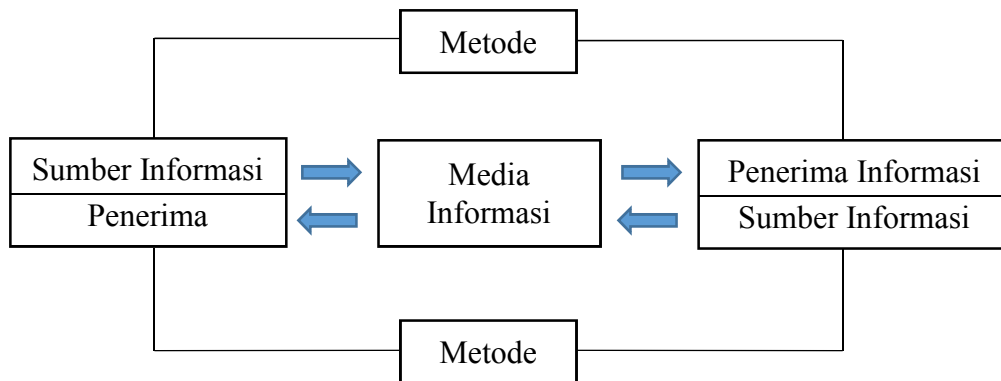 Metode
Sumber Informasi
Penerima
Media
Informasi
Penerima Informasi
Sumber Informasi
Metode